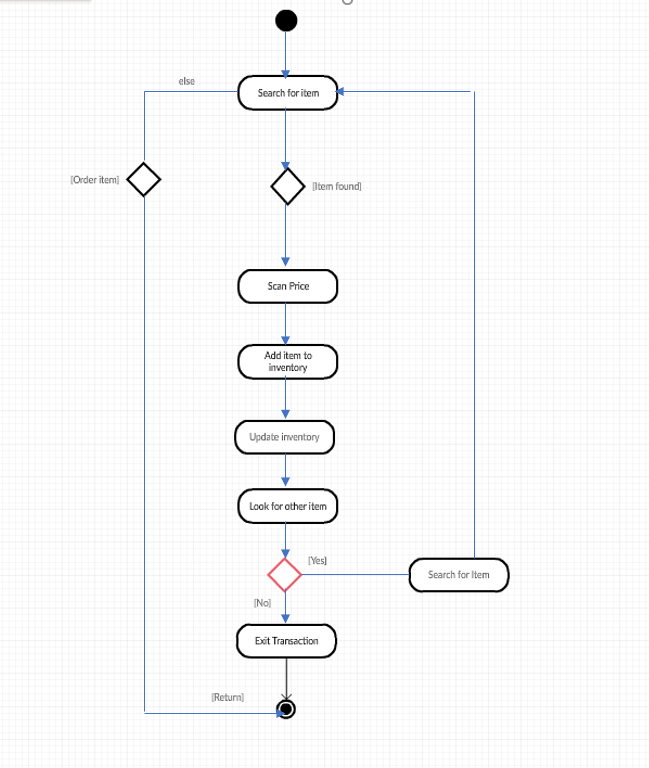 else
Search for item
[Order item]
[Item found]
Scan Price
Add item to
inventory
Update inventory
Look for other item
[Yes]
Search for Item
[No]
Exit Transaction
[Return]